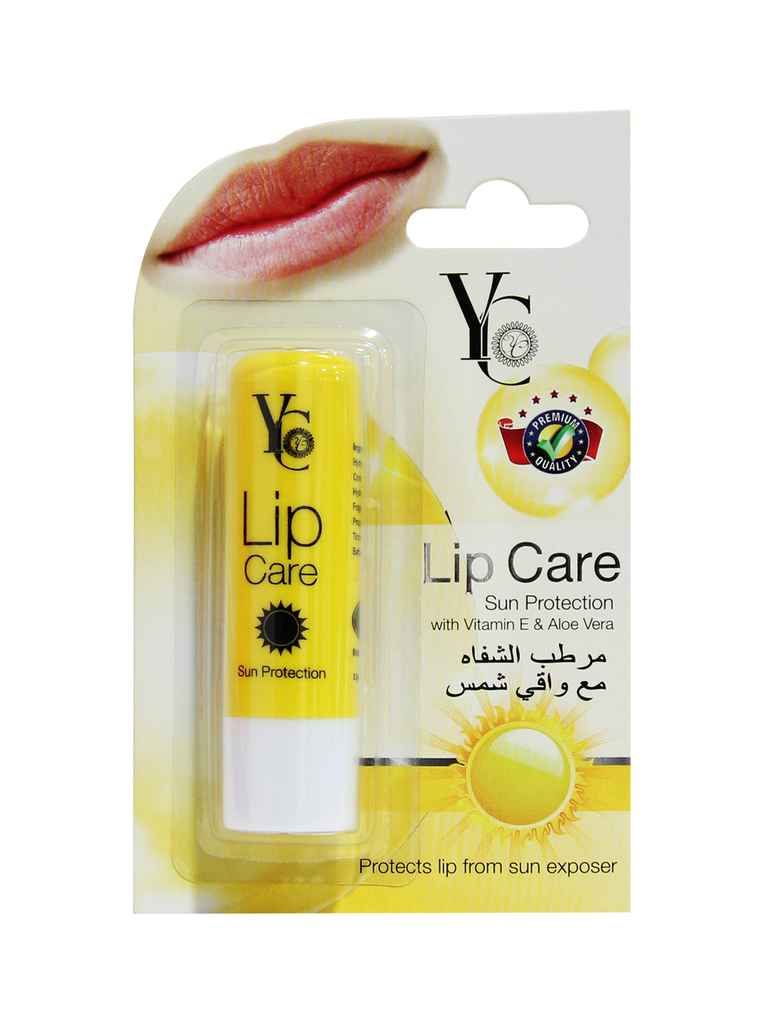 YC
PREMIUM
QUALITY
Lip Care
Sun Protection
with Vitamin E & Aloe Vera
مرطب الشفاه
مع واقي شمس
Protects lip from sun exposer
YC
Lip
Care
Sun Protection